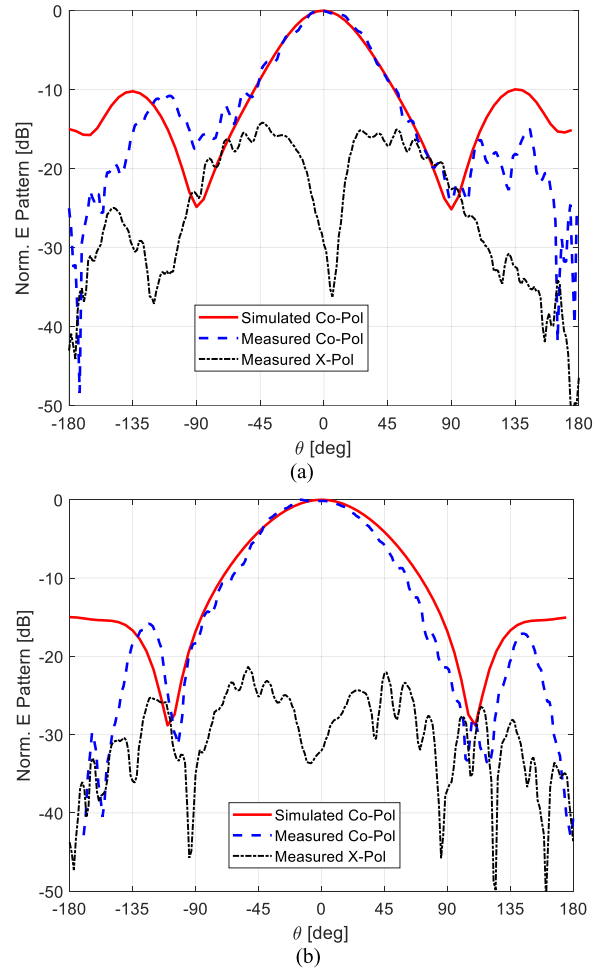 0
-10
-20
-30
-40
-50
Norm. E Pattern [dB]
Simulated Co-Pol
Measured Co-Pol
Measured X-Pol
-180 -135 -90 -45 0 45 90 135 180
θ [deg]
(a)
0
-10
-20
-30
-40
-50
Norm. E Pattern [dB]
Simulated Co-Pol
Measured Co-Pol
Measured X-Pol
-180 -135 -90 -45 0 45 90 135 180
θ [deg]
(b)